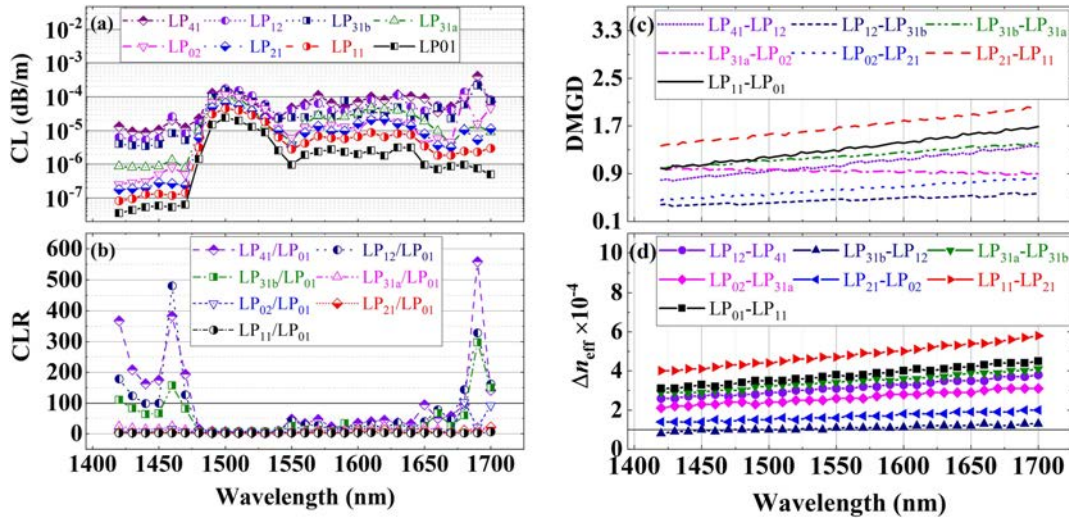 (a)
10⁻²
10⁻³
10⁻⁴
10⁻⁵
10⁻⁶
10⁻⁷
CL (dB/m)
LP₄₁ LP₁₂ LP₃₁b LP₃₁a
LP₀₂ LP₂₁ LP₁₁ LP01
(b)
600
500
400
300
200
100
0
CLR
LP₄₁/LP₀₁ LP₁₂/LP₀₁
LP₃₁b/LP₀₁ LP₃₁a/LP₀₁
LP₀₂/LP₀₁ LP₂₁/LP₀₁
LP₁₁/LP₀₁
1400 1450 1500 1550 1600 1650 1700
Wavelength (nm)
(c)
3.3
2.5
1.7
0.9
0.1
DMGD
LP₄₁-LP₁₂ LP₁₂-LP₃₁b LP₃₁b-LP₃₁a
LP₃₁a-LP₀₂ LP₀₂-LP₂₁ LP₂₁-LP₁₁
LP₁₁-LP₀₁
(d)
10
8
6
4
2
0
Δn_eff ×10⁻⁴
LP₁₂-LP₄₁ LP₃₁b-LP₁₂ LP₃₁a-LP₃₁b
LP₀₂-LP₃₁a LP₂₁-LP₀₂ LP₁₁-LP₂₁
LP₀₁-LP₁₁
1400 1450 1500 1550 1600 1650 1700
Wavelength (nm)